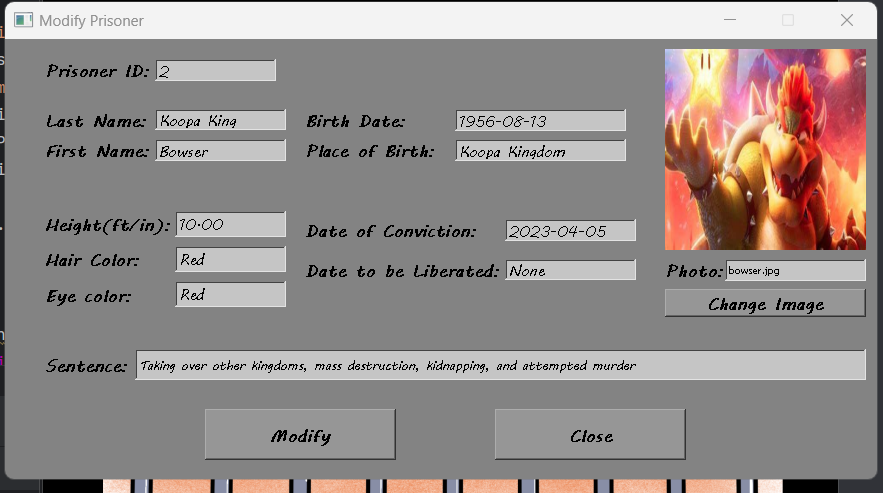 Modify Prisoner
Prisoner ID: 2
Last Name: Koopa King
First Name: Bowser
Birth Date: 1956-08-13
Place of Birth: Koopa Kingdom
Height(ft/in): 10.00
Hair Color: Red
Eye color: Red
Date of Conviction: 2023-04-05
Date to be Liberated: None
Photo: bowser.jpg
Change Image
Sentence: Taking over other kingdoms, mass destruction, kidnapping, and attempted murder
Modify
Close